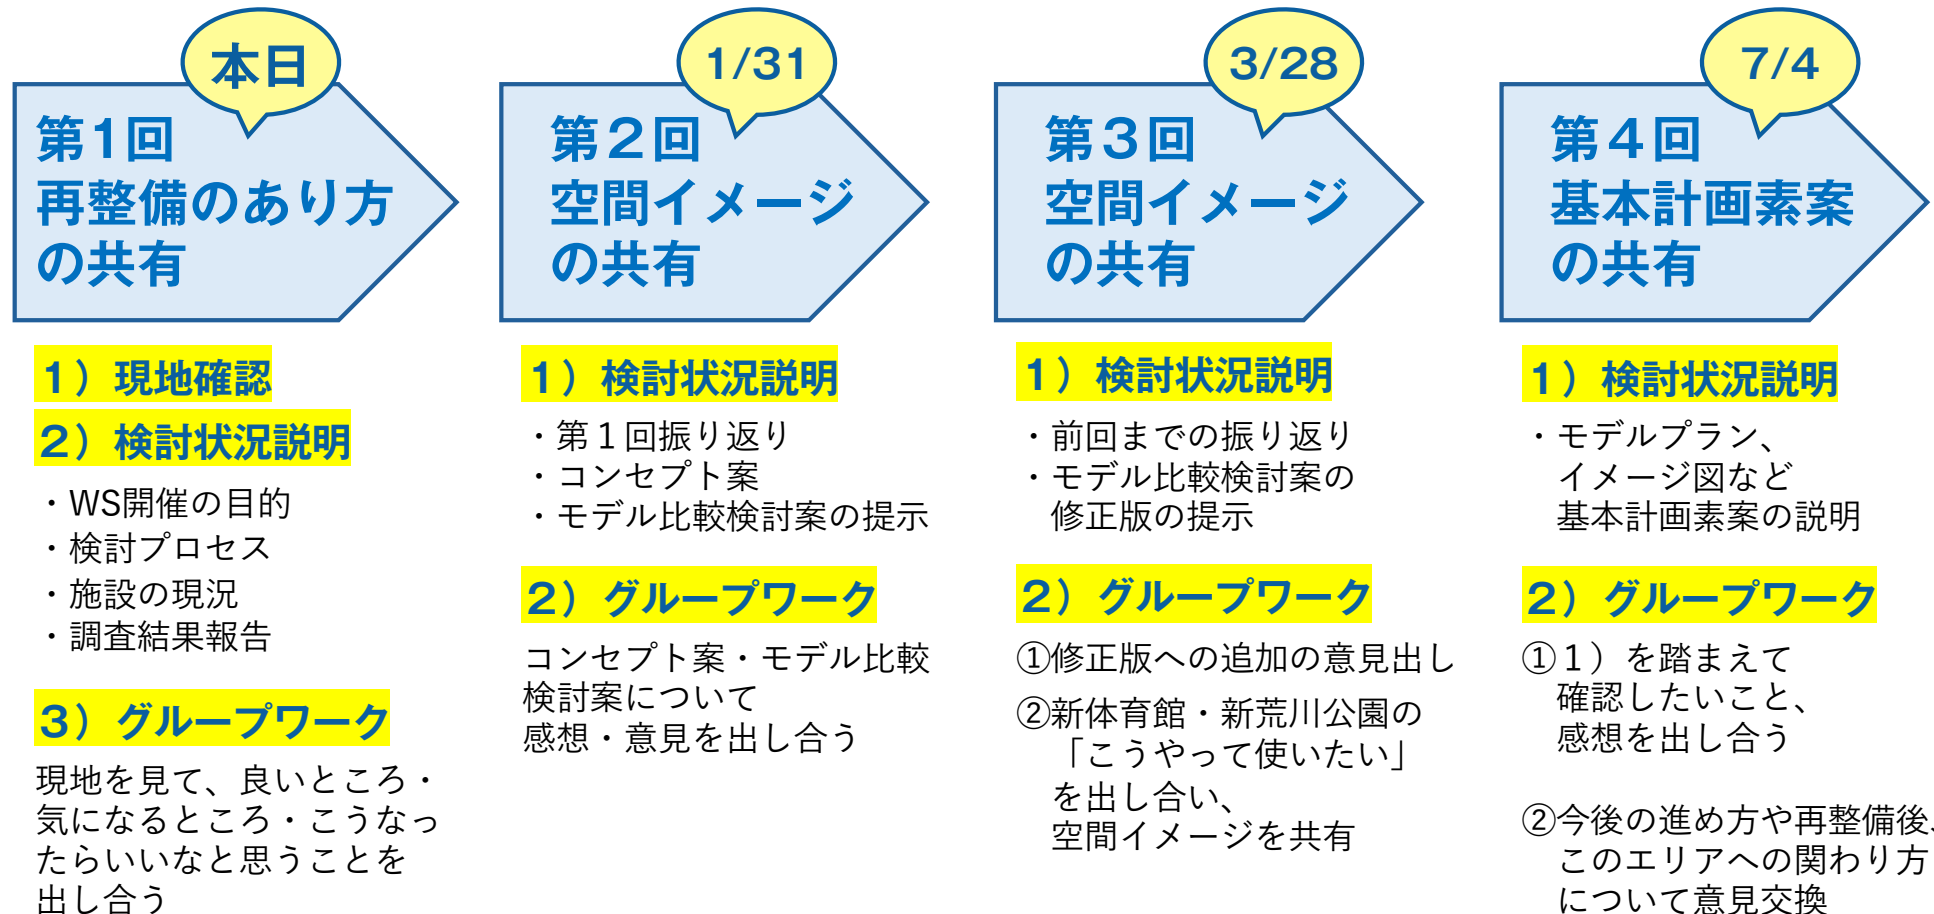 本日
第1回
再整備のあり方
の共有
1）現地確認
2）検討状況説明
・WS開催の目的
・検討プロセス
・施設の現況
・調査結果報告
3）グループワーク
現地を見て、良いところ・
気になるところ・こうなっ
たらいいなと思うことを
出し合う
1/31
第２回
空間イメージ
の共有
1）検討状況説明
・第１回振り返り
・コンセプト案
・モデル比較検討案の提示
2）グループワーク
コンセプト案・モデル比較
検討案について
感想・意見を出し合う
3/28
第３回
空間イメージ
の共有
1）検討状況説明
・前回までの振り返り
・モデル比較検討案の
修正版の提示
2）グループワーク
①修正版への追加の意見出し
②新体育館・新荒川公園の
「こうやって使いたい」
を出し合い、
空間イメージを共有
7/4
第４回
基本計画素案
の共有
1）検討状況説明
・モデルプラン、
イメージ図など
基本計画素案の説明
2）グループワーク
①１）を踏まえて
確認したいこと、
感想を出し合う
②今後の進め方や再整備後、
このエリアへの関わり方
について意見交換